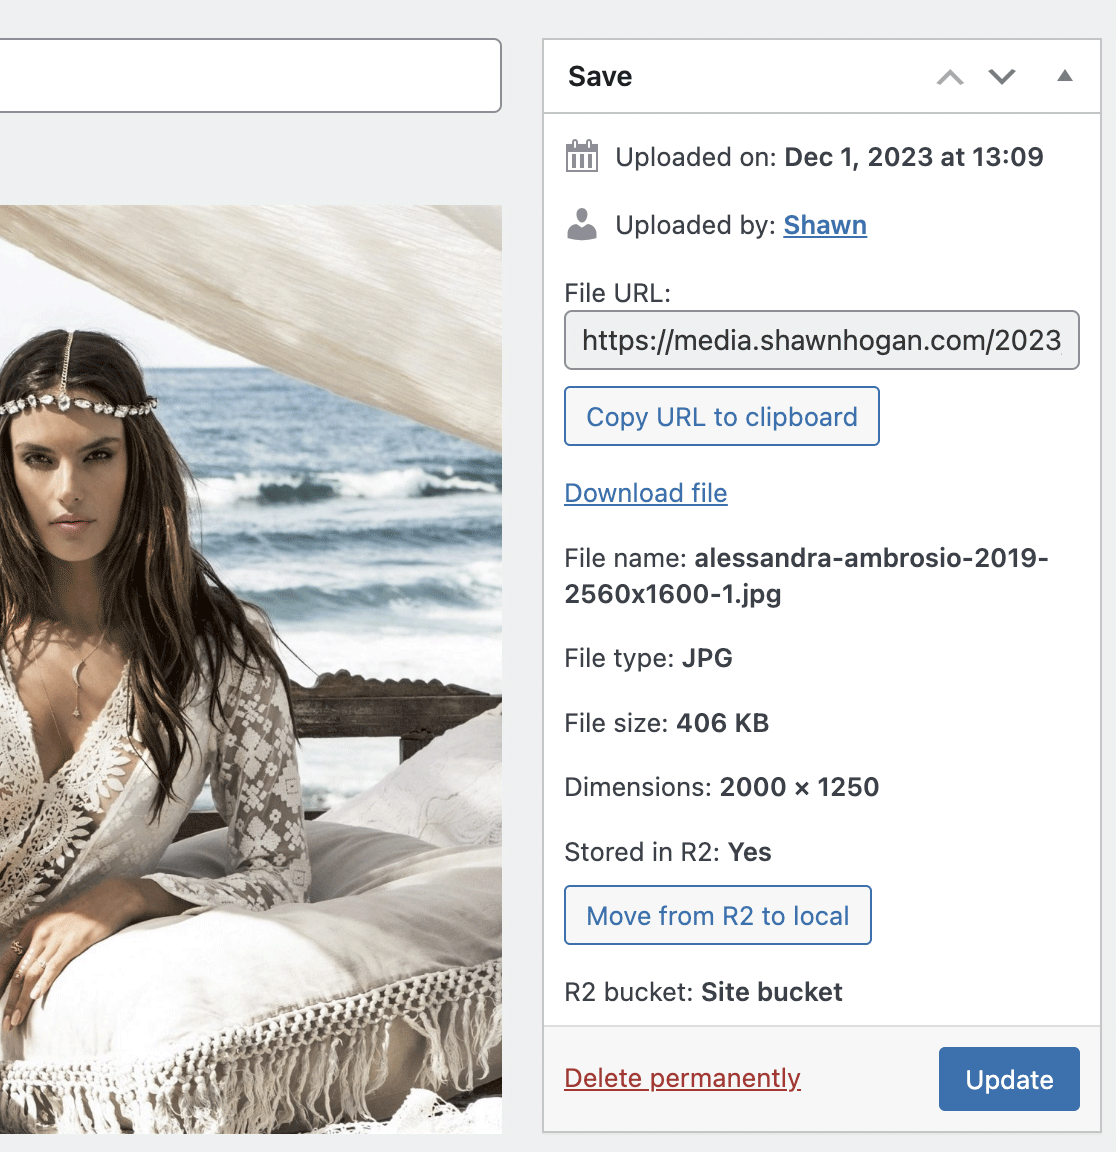 Save
Uploaded on: Dec 1, 2023 at 13:09
Uploaded by: Shawn
File URL:
https://media.shawnhogan.com/2023
Copy URL to clipboard
Download file
File name: alessandra-ambrosio-2019-
2560x1600-1.jpg
File type: JPG
File size: 406 KB
Dimensions: 2000 × 1250
Stored in R2: Yes
Move from R2 to local
R2 bucket: Site bucket
Delete permanently
Update